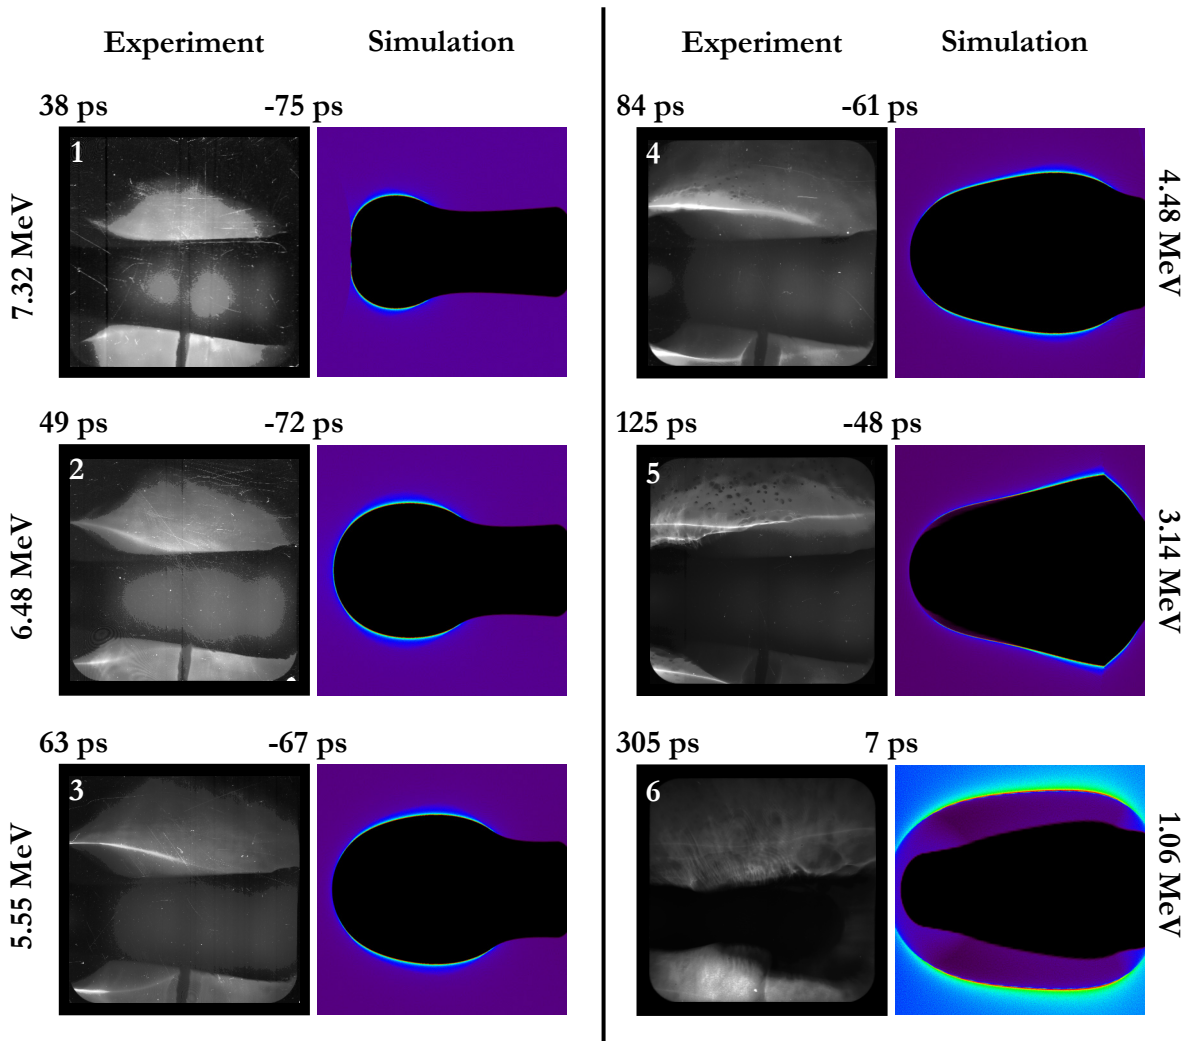 Experiment
Simulation
Experiment
Simulation
38 ps
-75 ps
84 ps
-61 ps
1
4
7.32 MeV
4.48 MeV
49 ps
-72 ps
125 ps
-48 ps
2
5
6.48 MeV
3.14 MeV
63 ps
-67 ps
305 ps
7 ps
3
6
5.55 MeV
1.06 MeV